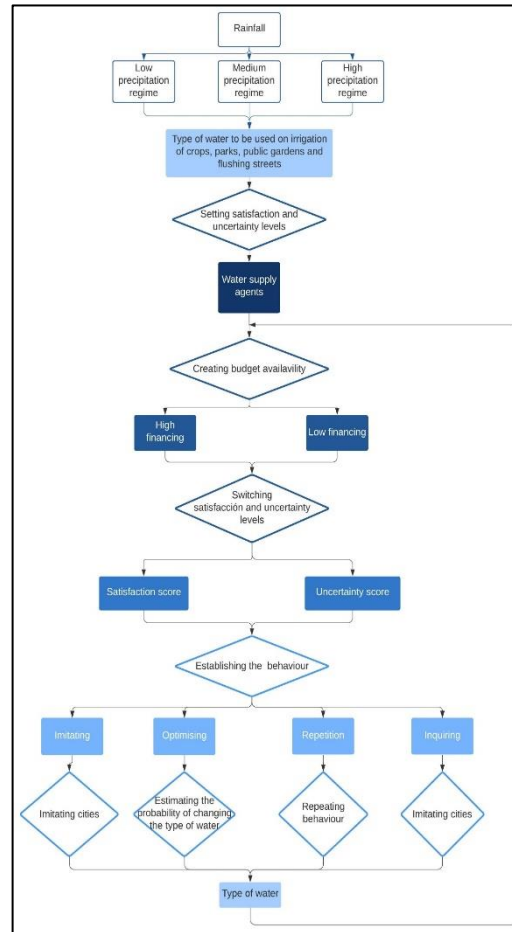 Rainfall
Low
precipitation
regime
Medium
precipitation
regime
High
precipitation
regime
Type of water to be used on irrigation
of crops, parks, public gardens and
flushing streets
Setting satisfaction and
uncertainty levels
Water supply
agents
Creating budget availavility
High
financing
Low financing
Switching
satisfacción and uncertainty
levels
Satisfaction score
Uncertainty score
Establishing the behaviour
Imitating
Optimising
Repetition
Inquiring
Imitating cities
Estimating the
probability of changing
the type of water
Repeating
behaviour
Imitating cities
Type of water